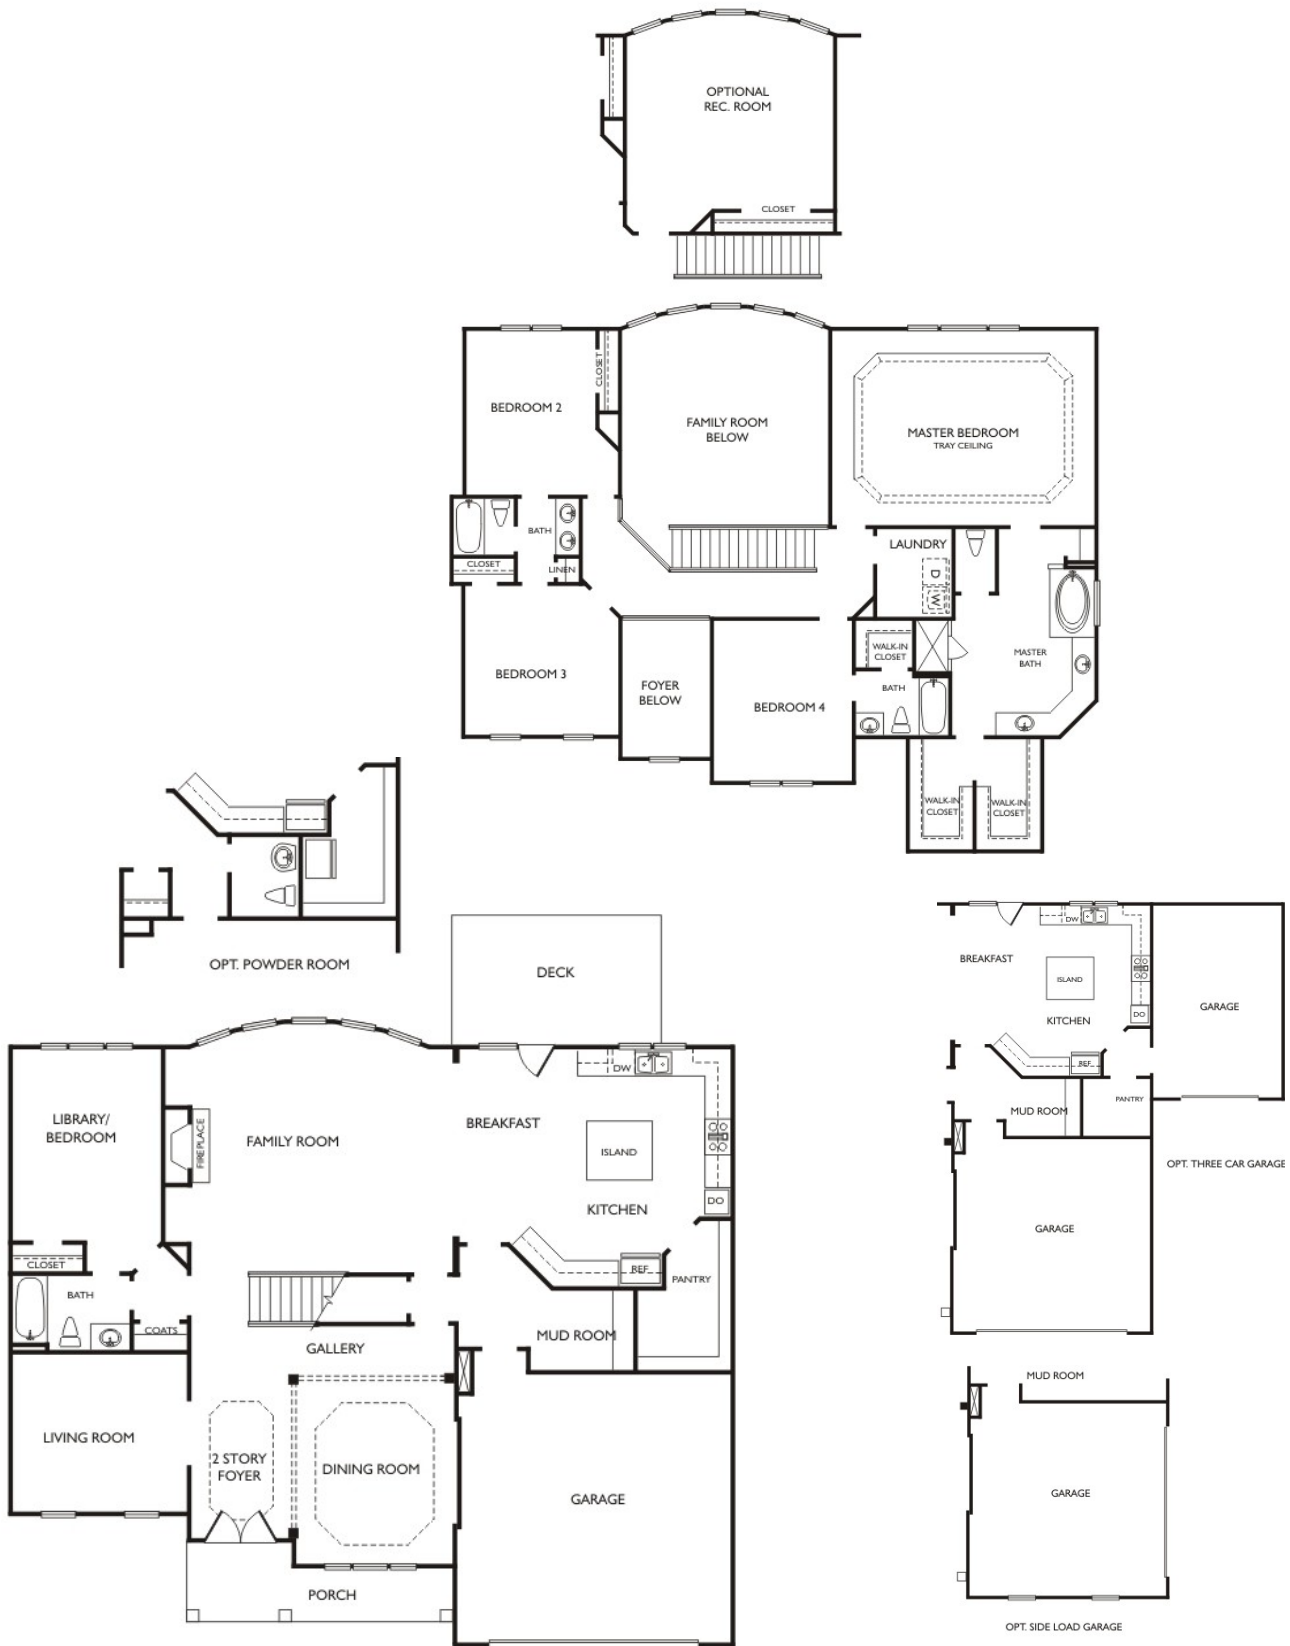 OPTIONAL
REC. ROOM
CLOSET
BEDROOM 2
CLOSET
FAMILY ROOM
BELOW
MASTER BEDROOM
TRAY CEILING
BATH
CLOSET
LINEN
LAUNDRY
D
W
WALK-IN
CLOSET
MASTER
BATH
BEDROOM 3
FOYER
BELOW
BEDROOM 4
BATH
WALK-IN
CLOSET
WALK-IN
CLOSET
OPT. POWDER ROOM
DECK
LIBRARY/
BEDROOM
FIREPLACE
FAMILY ROOM
BREAKFAST
DW
ISLAND
KITCHEN
DO
REF
PANTRY
CLOSET
BATH
COATS
GALLERY
MUD ROOM
LIVING ROOM
2 STORY
FOYER
DINING ROOM
GARAGE
PORCH
DW
BREAKFAST
ISLAND
KITCHEN
DO
GARAGE
REF
MUD ROOM
PANTRY
OPT. THREE CAR GARAGE
GARAGE
MUD ROOM
GARAGE
OPT. SIDE LOAD GARAGE